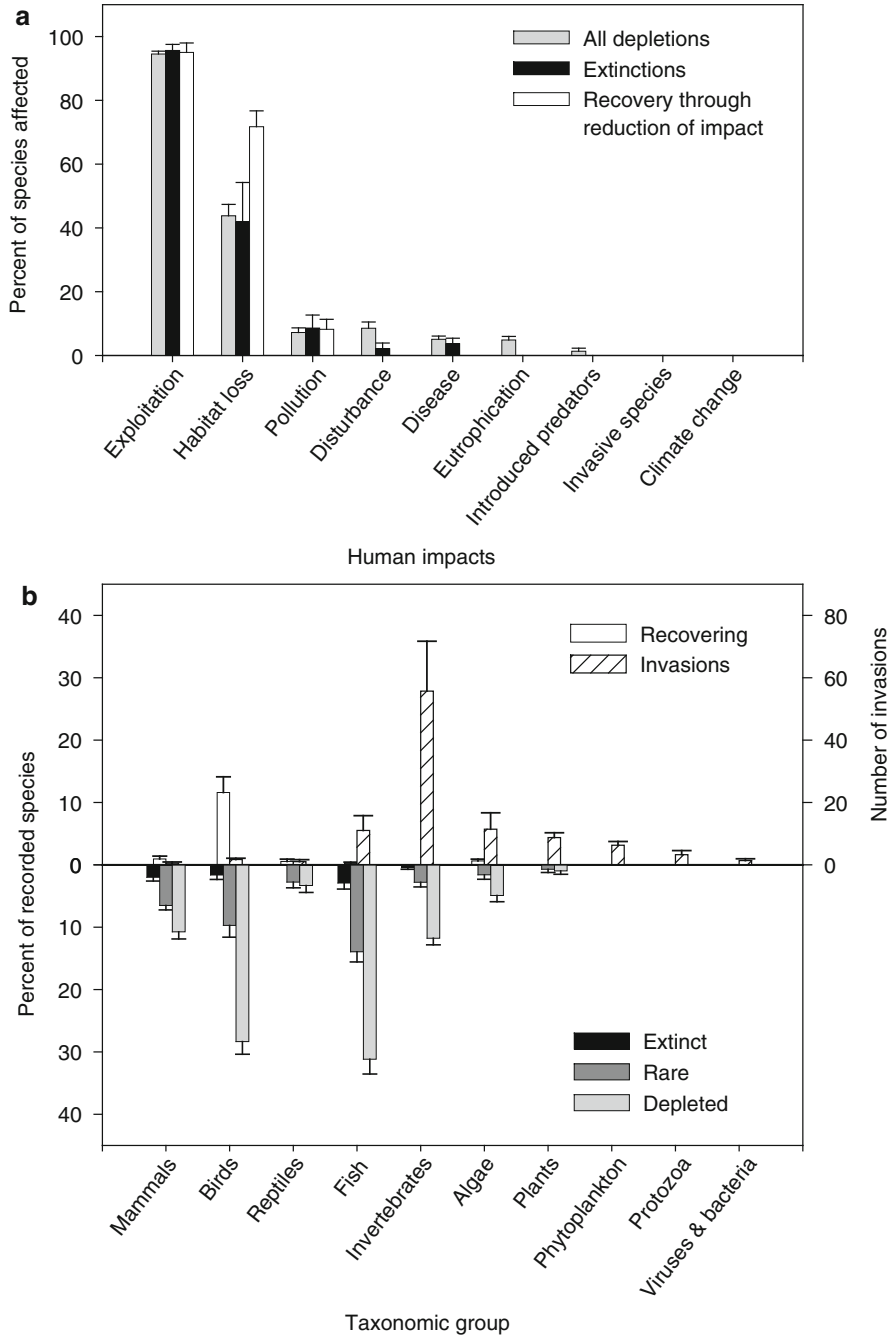 a
All depletions
Extinctions
Recovery through
reduction of impact
Percent of species affected
100
80
60
40
20
0
Exploitation
Habitat loss
Pollution
Disturbance
Disease
Eutrophication
Introduced predators
Invasive species
Climate change
Human impacts
b
Recovering
Invasions
Percent of recorded species
40
30
20
10
0
10
20
30
40
Number of invasions
80
60
40
20
0
Extinct
Rare
Depleted
Mammals
Birds
Reptiles
Fish
Invertebrates
Algae
Plants
Phytoplankton
Protozoa
Viruses & bacteria
Taxonomic group